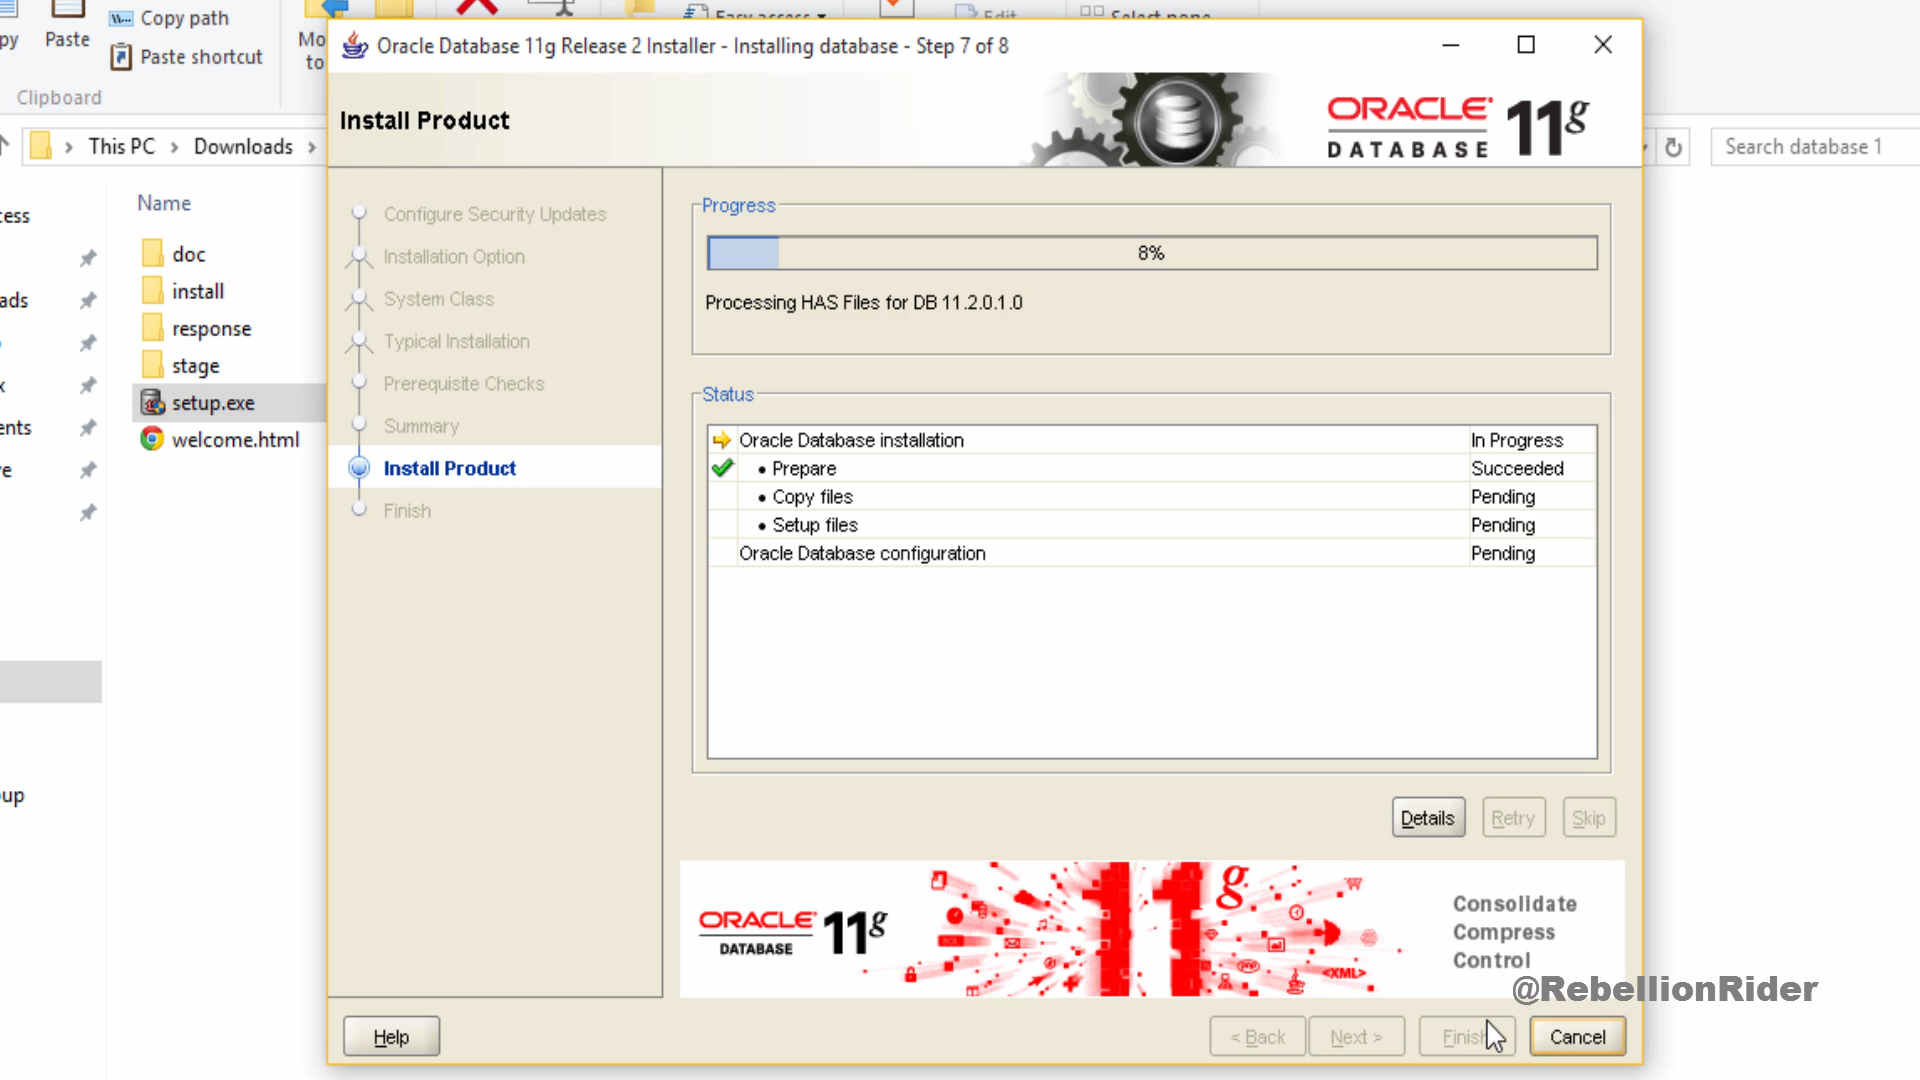 Copy path
Paste
Paste shortcut
Clipboard
Oracle Database 11g Release 2 Installer - Installing database - Step 7 of 8
Install Product
ORACLE
DATABASE
11g
This PC
Downloads
Search database 1
Name
doc
install
response
stage
setup.exe
welcome.html
Configure Security Updates
Installation Option
System Class
Typical Installation
Prerequisite Checks
Summary
Install Product
Finish
Progress
8%
Processing HAS Files for DB 11.2.0.1.0
Status
Oracle Database installation In Progress
• Prepare Succeeded
• Copy files Pending
• Setup files Pending
Oracle Database configuration Pending
Details Retry Skip
ORACLE
DATABASE
11g
11g
<XML>
Consolidate
Compress
Control
@RebellionRider
Help
< Back
Next >
Finish
Cancel